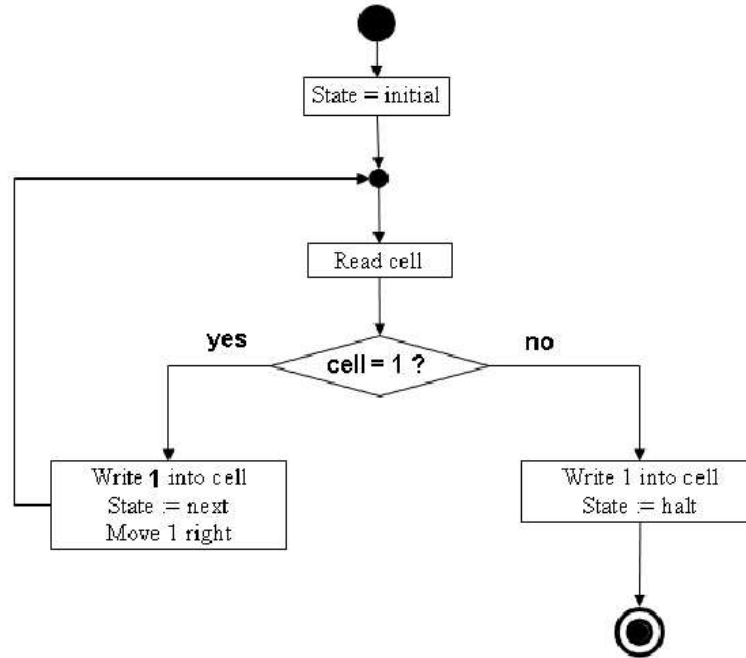 State = initial
Read cell
yes
cell = 1 ?
no
Write 1 into cell
State := next
Move 1 right
Write 1 into cell
State := halt